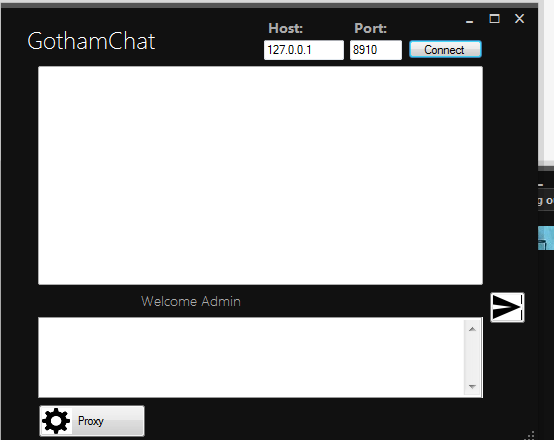 GothamChat
Host: Port:
127.0.0.1 8910 Connect
Welcome Admin
Proxy